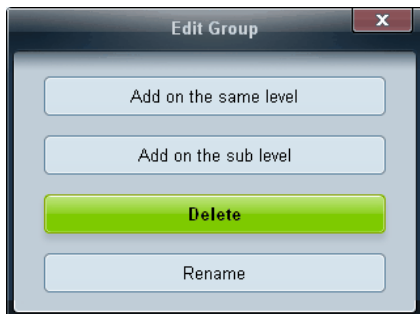 Edit Group
x
Add on the same level
Add on the sub level
Delete
Rename